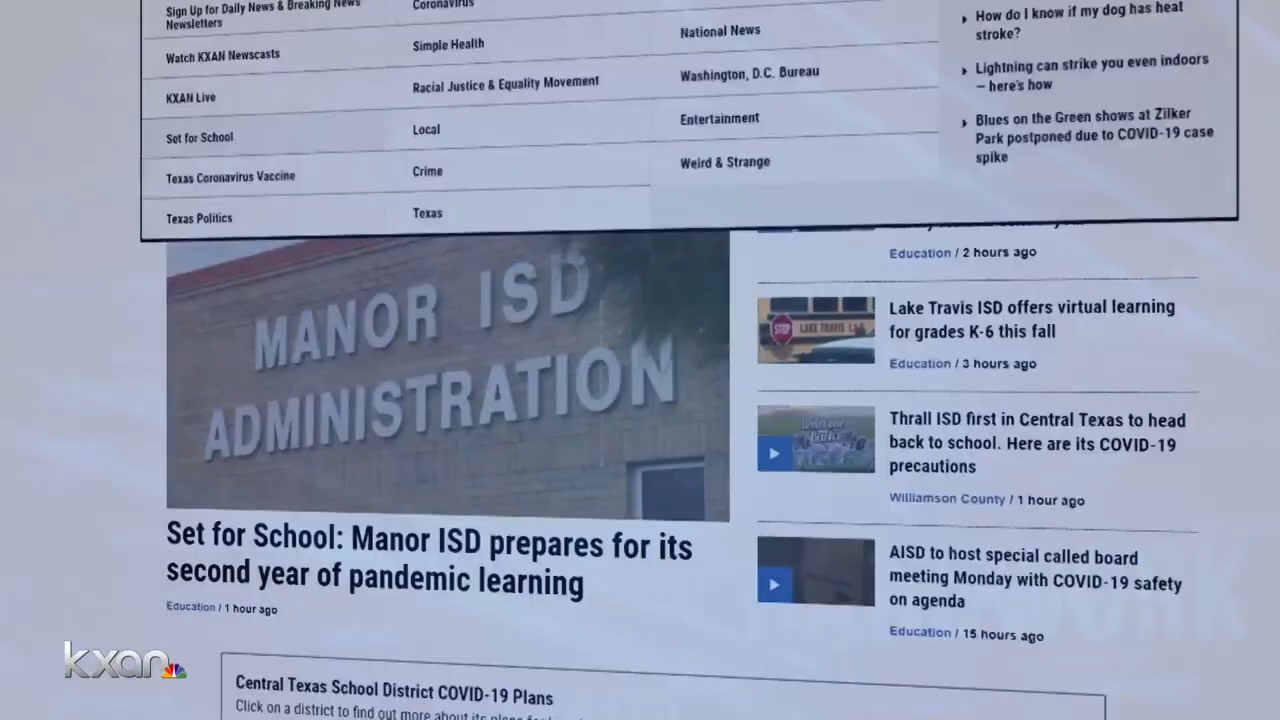 Sign Up for Daily News & Breaking News
Newsletters
Watch KXAN Newscasts
KXAN Live
Set for School
Texas Coronavirus Vaccine
Texas Politics
Coronavirus
Simple Health
Racial Justice & Equality Movement
Local
Crime
Texas
National News
Washington, D.C. Bureau
Entertainment
Weird & Strange
How do I know if my dog has heat
stroke?
Lightning can strike you even indoors
– here's how
Blues on the Green shows at Zilker
Park postponed due to COVID-19 case
spike
MANOR ISD
ADMINISTRATION
Set for School: Manor ISD prepares for its
second year of pandemic learning
Education / 1 hour ago
Education / 2 hours ago
STOP
LAKE TRAVIS I.S.D.
Lake Travis ISD offers virtual learning
for grades K-6 this fall
Education / 3 hours ago
Welcome
Back
Thrall ISD first in Central Texas to head
back to school. Here are its COVID-19
precautions
Williamson County / 1 hour ago
AISD to host special called board
meeting Monday with COVID-19 safety
on agenda
Education / 15 hours ago
kxan
Central Texas School District COVID-19 Plans
Click on a district to find out more about its plans for